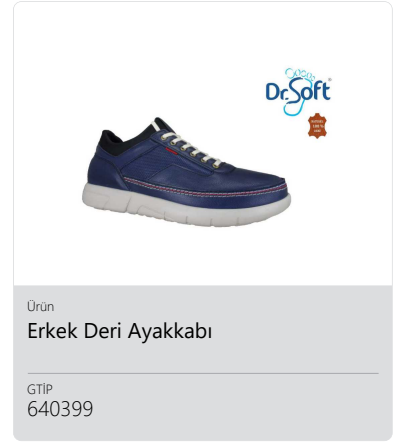 Dr.Soft
®
Ürün
Erkek Deri Ayakkabı
GTİP
640399